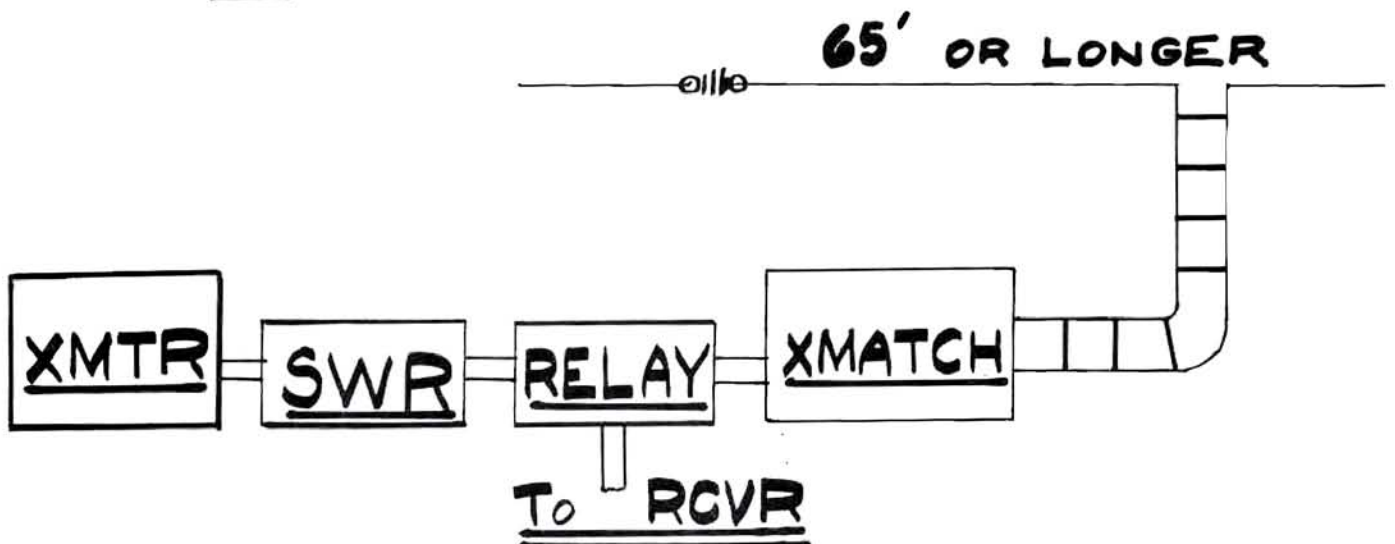 65' OR LONGER
XMTR
SWR
RELAY
XMATCH
To RCVR